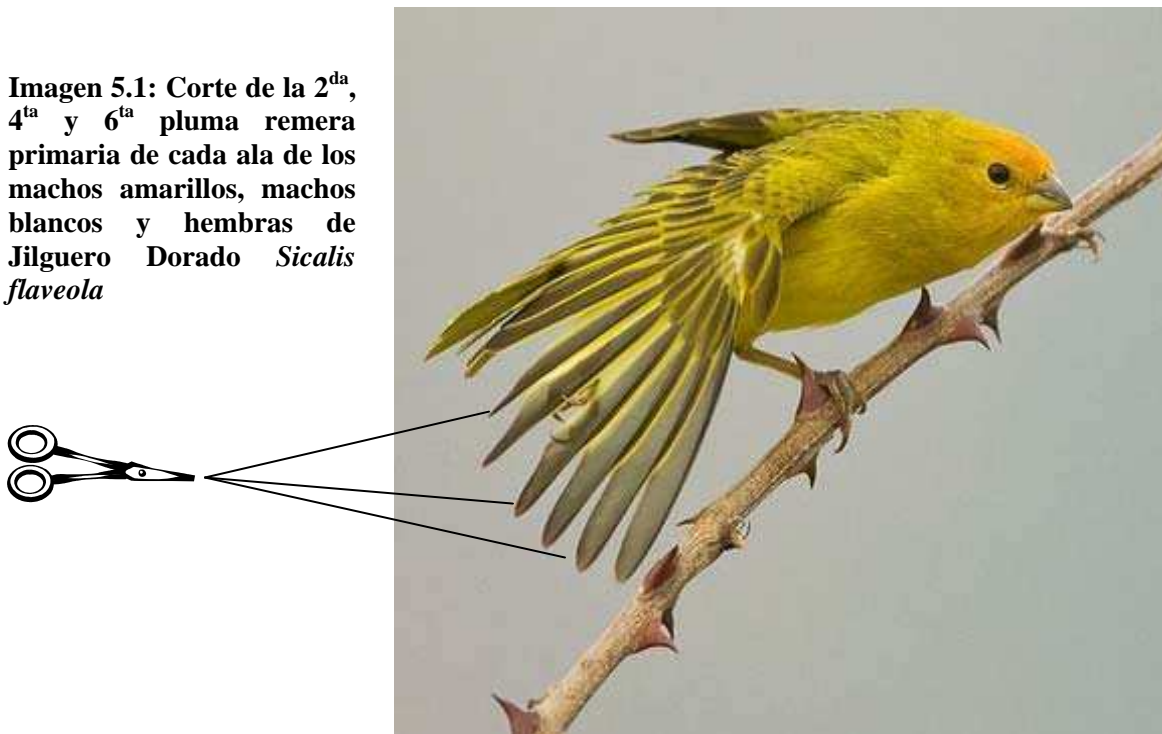 Imagen 5.1: Corte de la 2da,
4ta y 6ta pluma remera
primaria de cada ala de los
machos amarillos, machos
blancos y hembras de
Jilguero Dorado Sicalis
flaveola